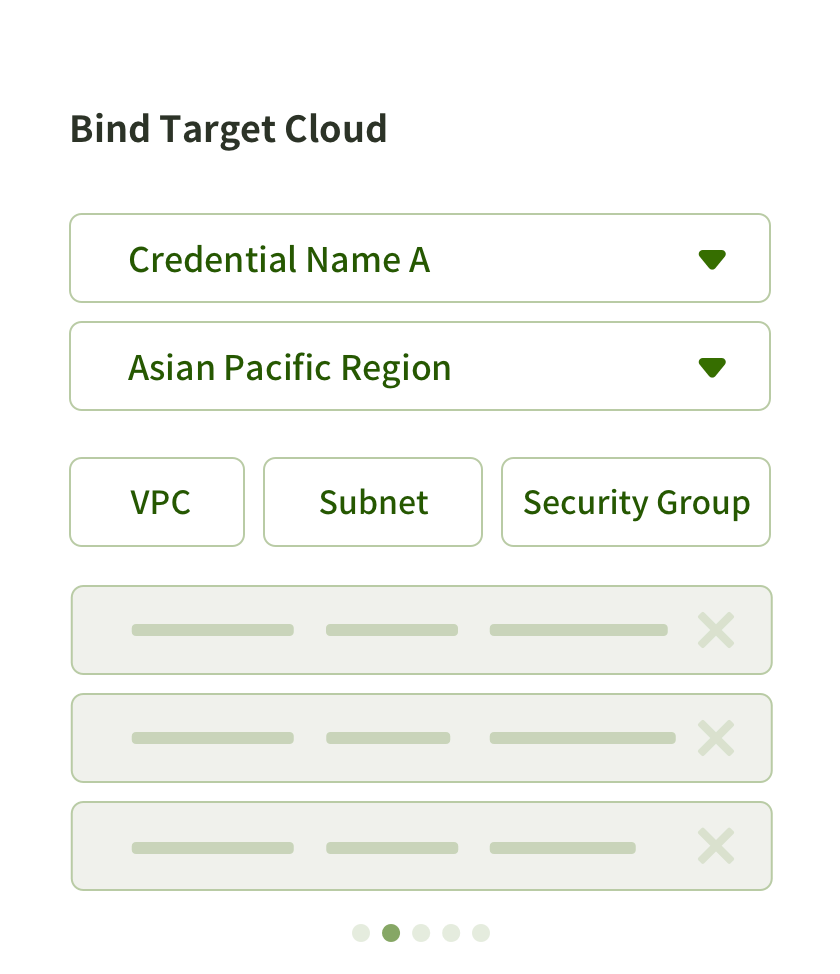 Bind Target Cloud
Credential Name A
Asian Pacific Region
VPC Subnet Security Group